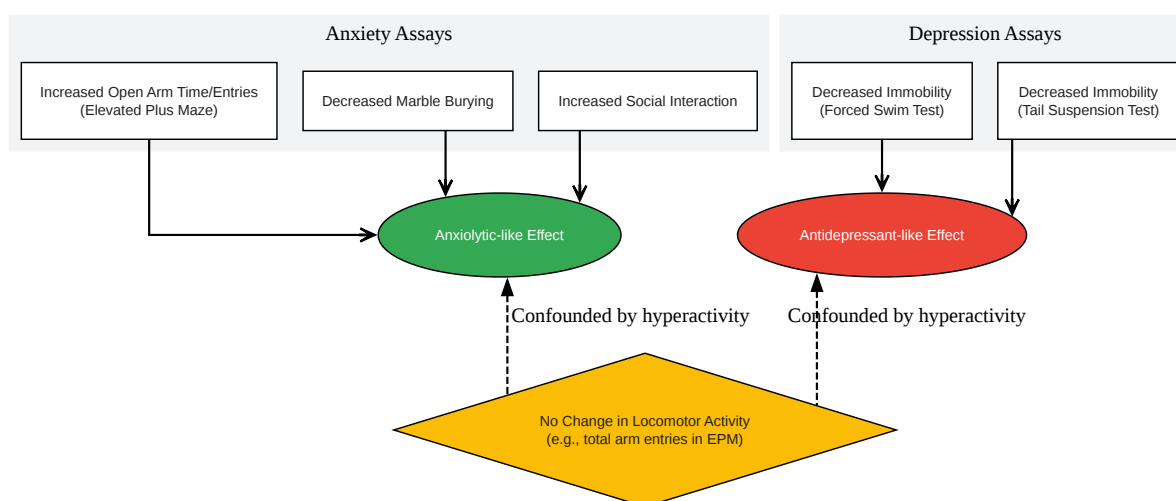 Anxiety Assays
Depression Assays
Increased Open Arm Time/Entries
(Elevated Plus Maze)
Decreased Marble Burying
Increased Social Interaction
Decreased Immobility
(Forced Swim Test)
Decreased Immobility
(Tail Suspension Test)
Anxiolytic-like Effect
Antidepressant-like Effect
Confounded by hyperactivity
Confounded by hyperactivity
No Change in Locomotor Activity
(e.g., total arm entries in EPM)